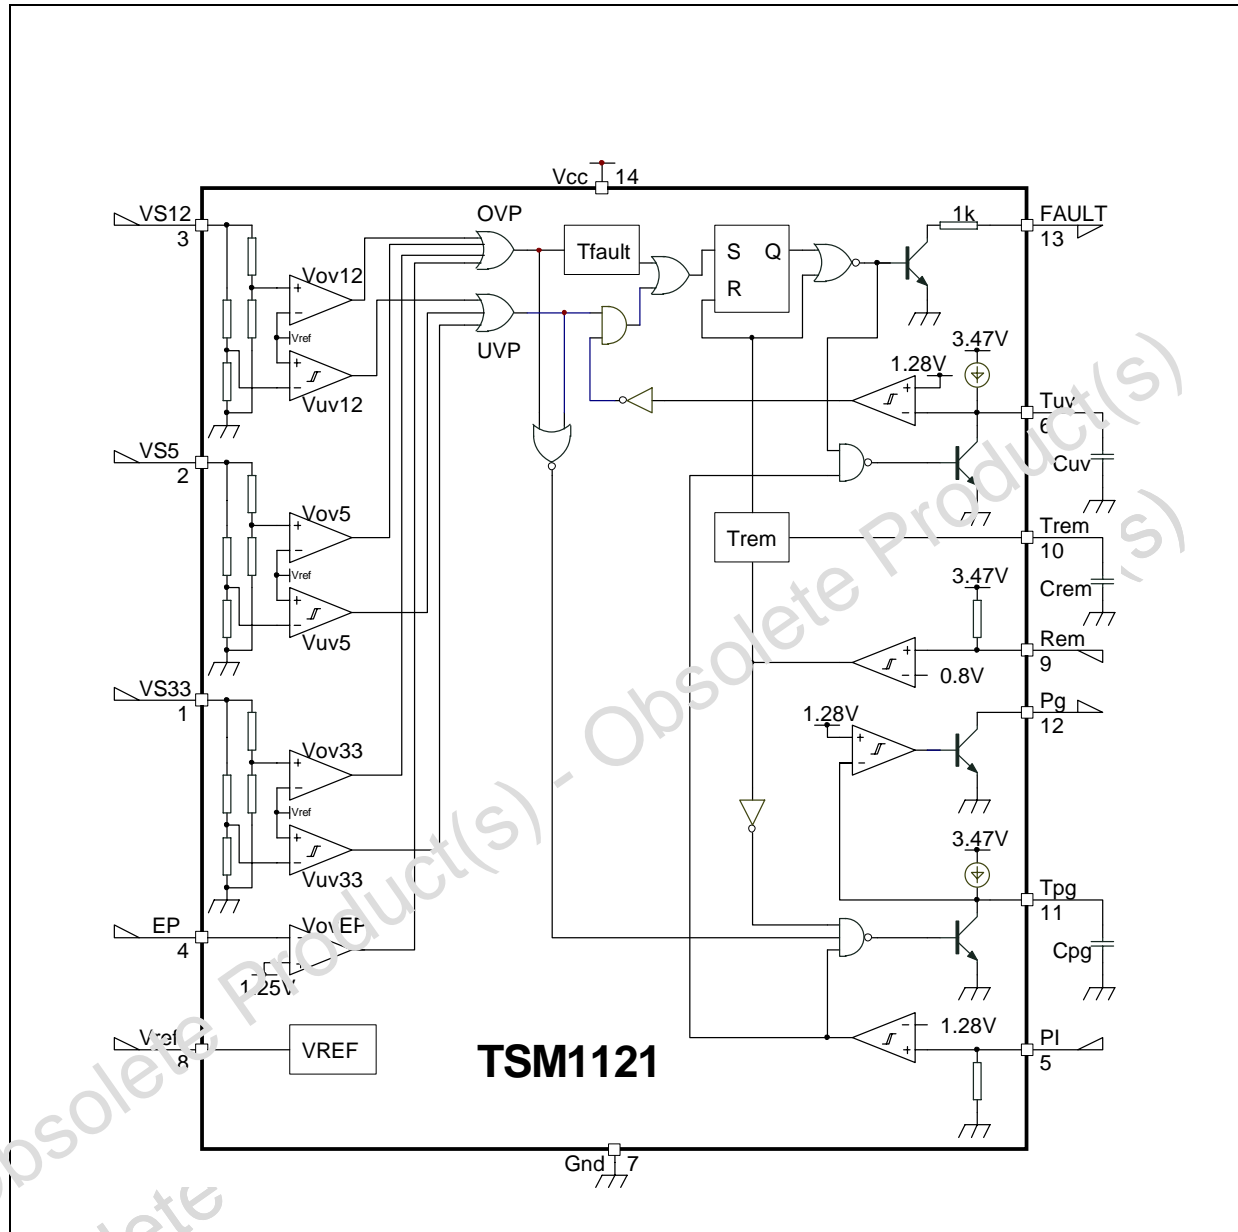 Vcc 14
VS12
3
OVP
1k
FAULT
13
Tfault
S Q
R
Vov12
+
−
Vref
+
−
Vuv12
UVP
3.47V
1.28V
+
−
Tuv
Cuv
VS5
2
Vov5
+
−
Vref
+
−
Vuv5
Trem
Trem
10
Crem
3.47V
Rem
9
+
−
0.8V
VS33
1
Vov33
+
−
Vref
+
−
Vuv33
1.28V
+
−
Pg
12
3.47V
Tpg
11
Cpg
EP
4
VovEP
1.25V
Vref
8
VREF
TSM1121
−
+
1.28V
PI
5
Gnd 7
Obsolete Product(s) - Obsolete Product(s)